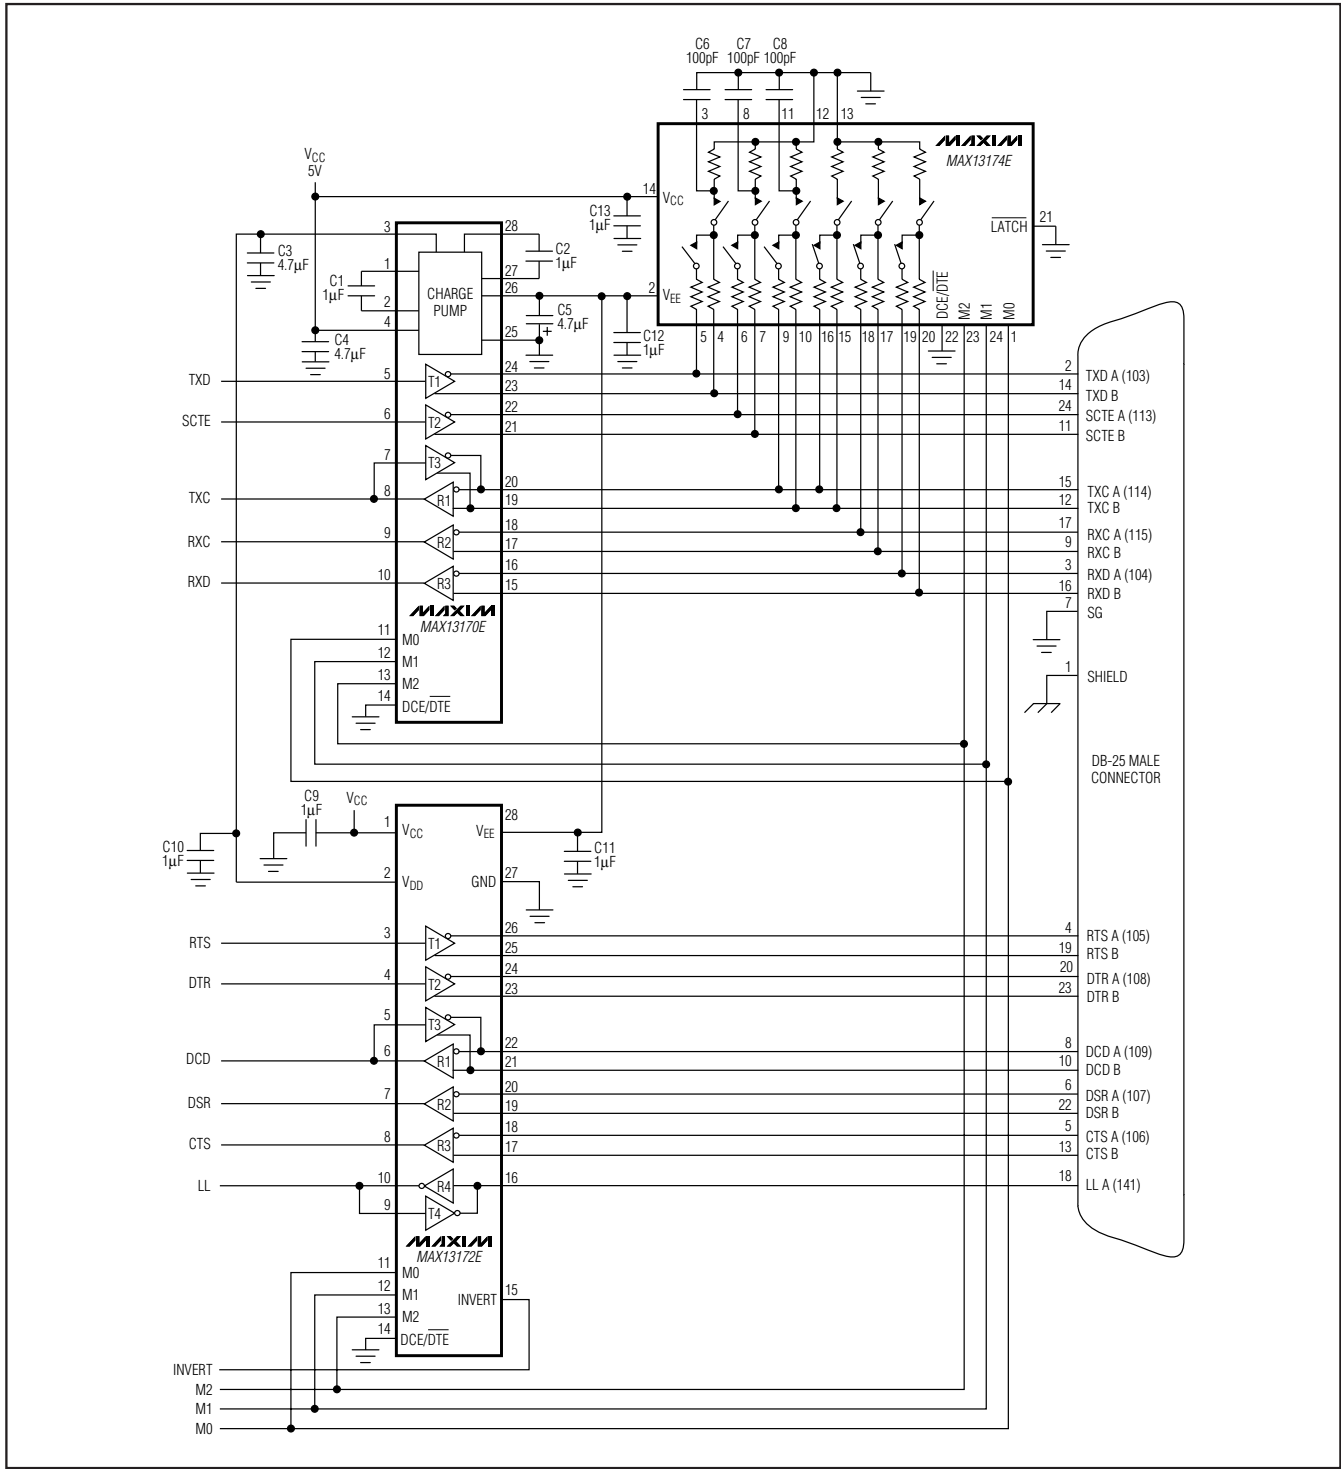 C6 C7 C8
100pF 100pF 100pF
3 8 11 12 13
MAXIM
MAX13174E
VCC
5V
14 VCC
C13
1µF
LATCH 21
3 28
C3
4.7µF
C2
1µF
1 27
C1
1µF
CHARGE
PUMP
26
2 VEE
2
C5
4.7µF
+
4 25
C4
4.7µF
C12
1µF
DCE/DTE M2 M1 M0
5 4 6 7 9 10 16 15 18 17 19 20 22 23 24 1
TXD 5 T1 24 2 TXD A (103)
23 14 TXD B
SCTE 6 T2 22 24 SCTE A (113)
21 11 SCTE B
7 T3
TXC 8 R1 20 15 TXC A (114)
19 12 TXC B
RXC 9 R2 18 17 RXC A (115)
17 9 RXC B
RXD 10 R3 16 3 RXD A (104)
15 16 RXD B
7 SG
MAXIM
MAX13170E
11 M0
12 M1
13 M2
14 DCE/DTE
1 SHIELD
DB-25 MALE
CONNECTOR
C9
1µF
VCC
1 VCC VEE 28
C10
1µF
C11
1µF
2 VDD GND 27
RTS 3 T1 26 4 RTS A (105)
25 19 RTS B
DTR 4 T2 24 20 DTR A (108)
23 23 DTR B
5 T3
DCD 6 R1 22 8 DCD A (109)
21 10 DCD B
DSR 7 R2 20 6 DSR A (107)
19 22 DSR B
CTS 8 R3 18 5 CTS A (106)
17 13 CTS B
LL 10 R4 16 18 LL A (141)
9 T4
MAXIM
MAX13172E
11 M0
12 M1
INVERT 15
13 M2
14 DCE/DTE
INVERT
M2
M1
M0